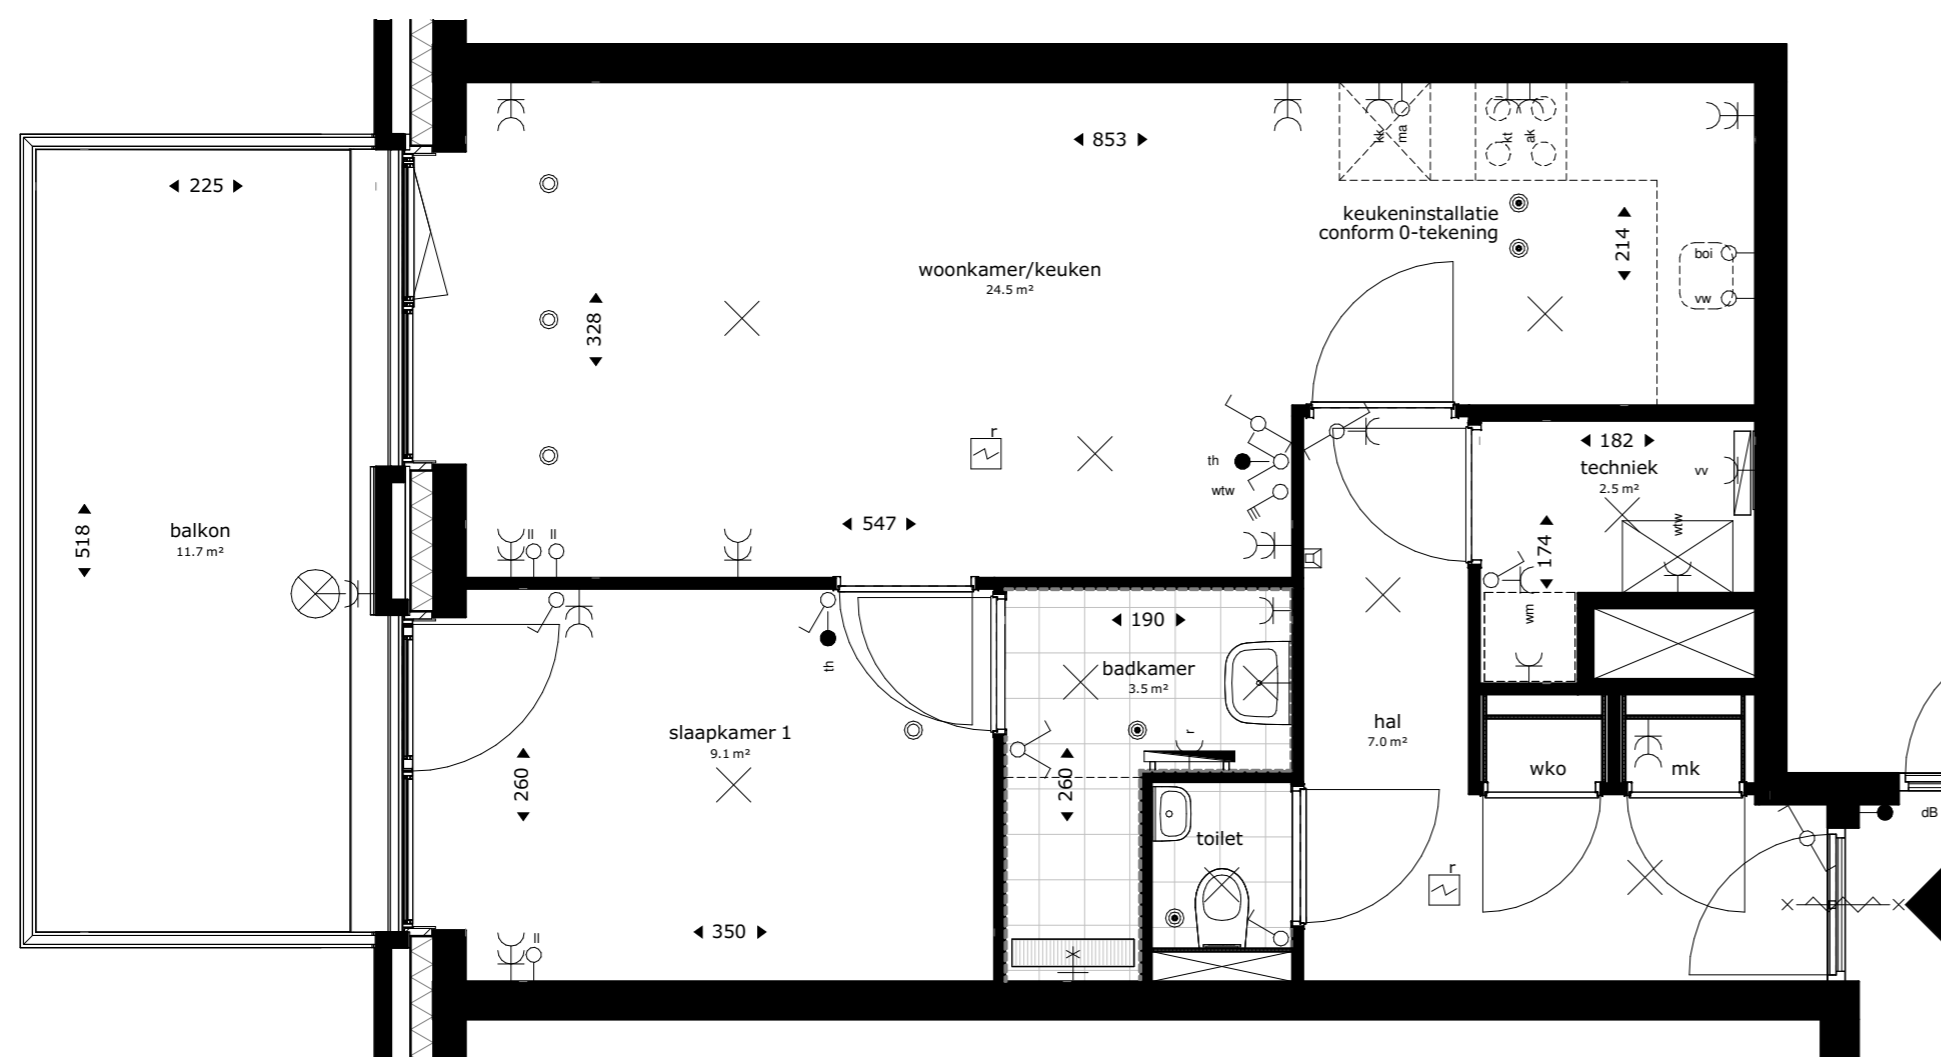 853
225
kk
ma
kt
ak
keukeninstallatie
conform 0-tekening
214
woonkamer/keuken
24.5 m²
boi
vw
328
r
th
wtw
182
techniek
2.5 m²
vv
wtw
174
wm
547
ll
ll
518
balkon
11.7 m²
th
190
badkamer
3.5 m²
r
260
slaapkamer 1
9.1 m²
260
350
ll
hal
7.0 m²
wko
mk
toilet
r
dB